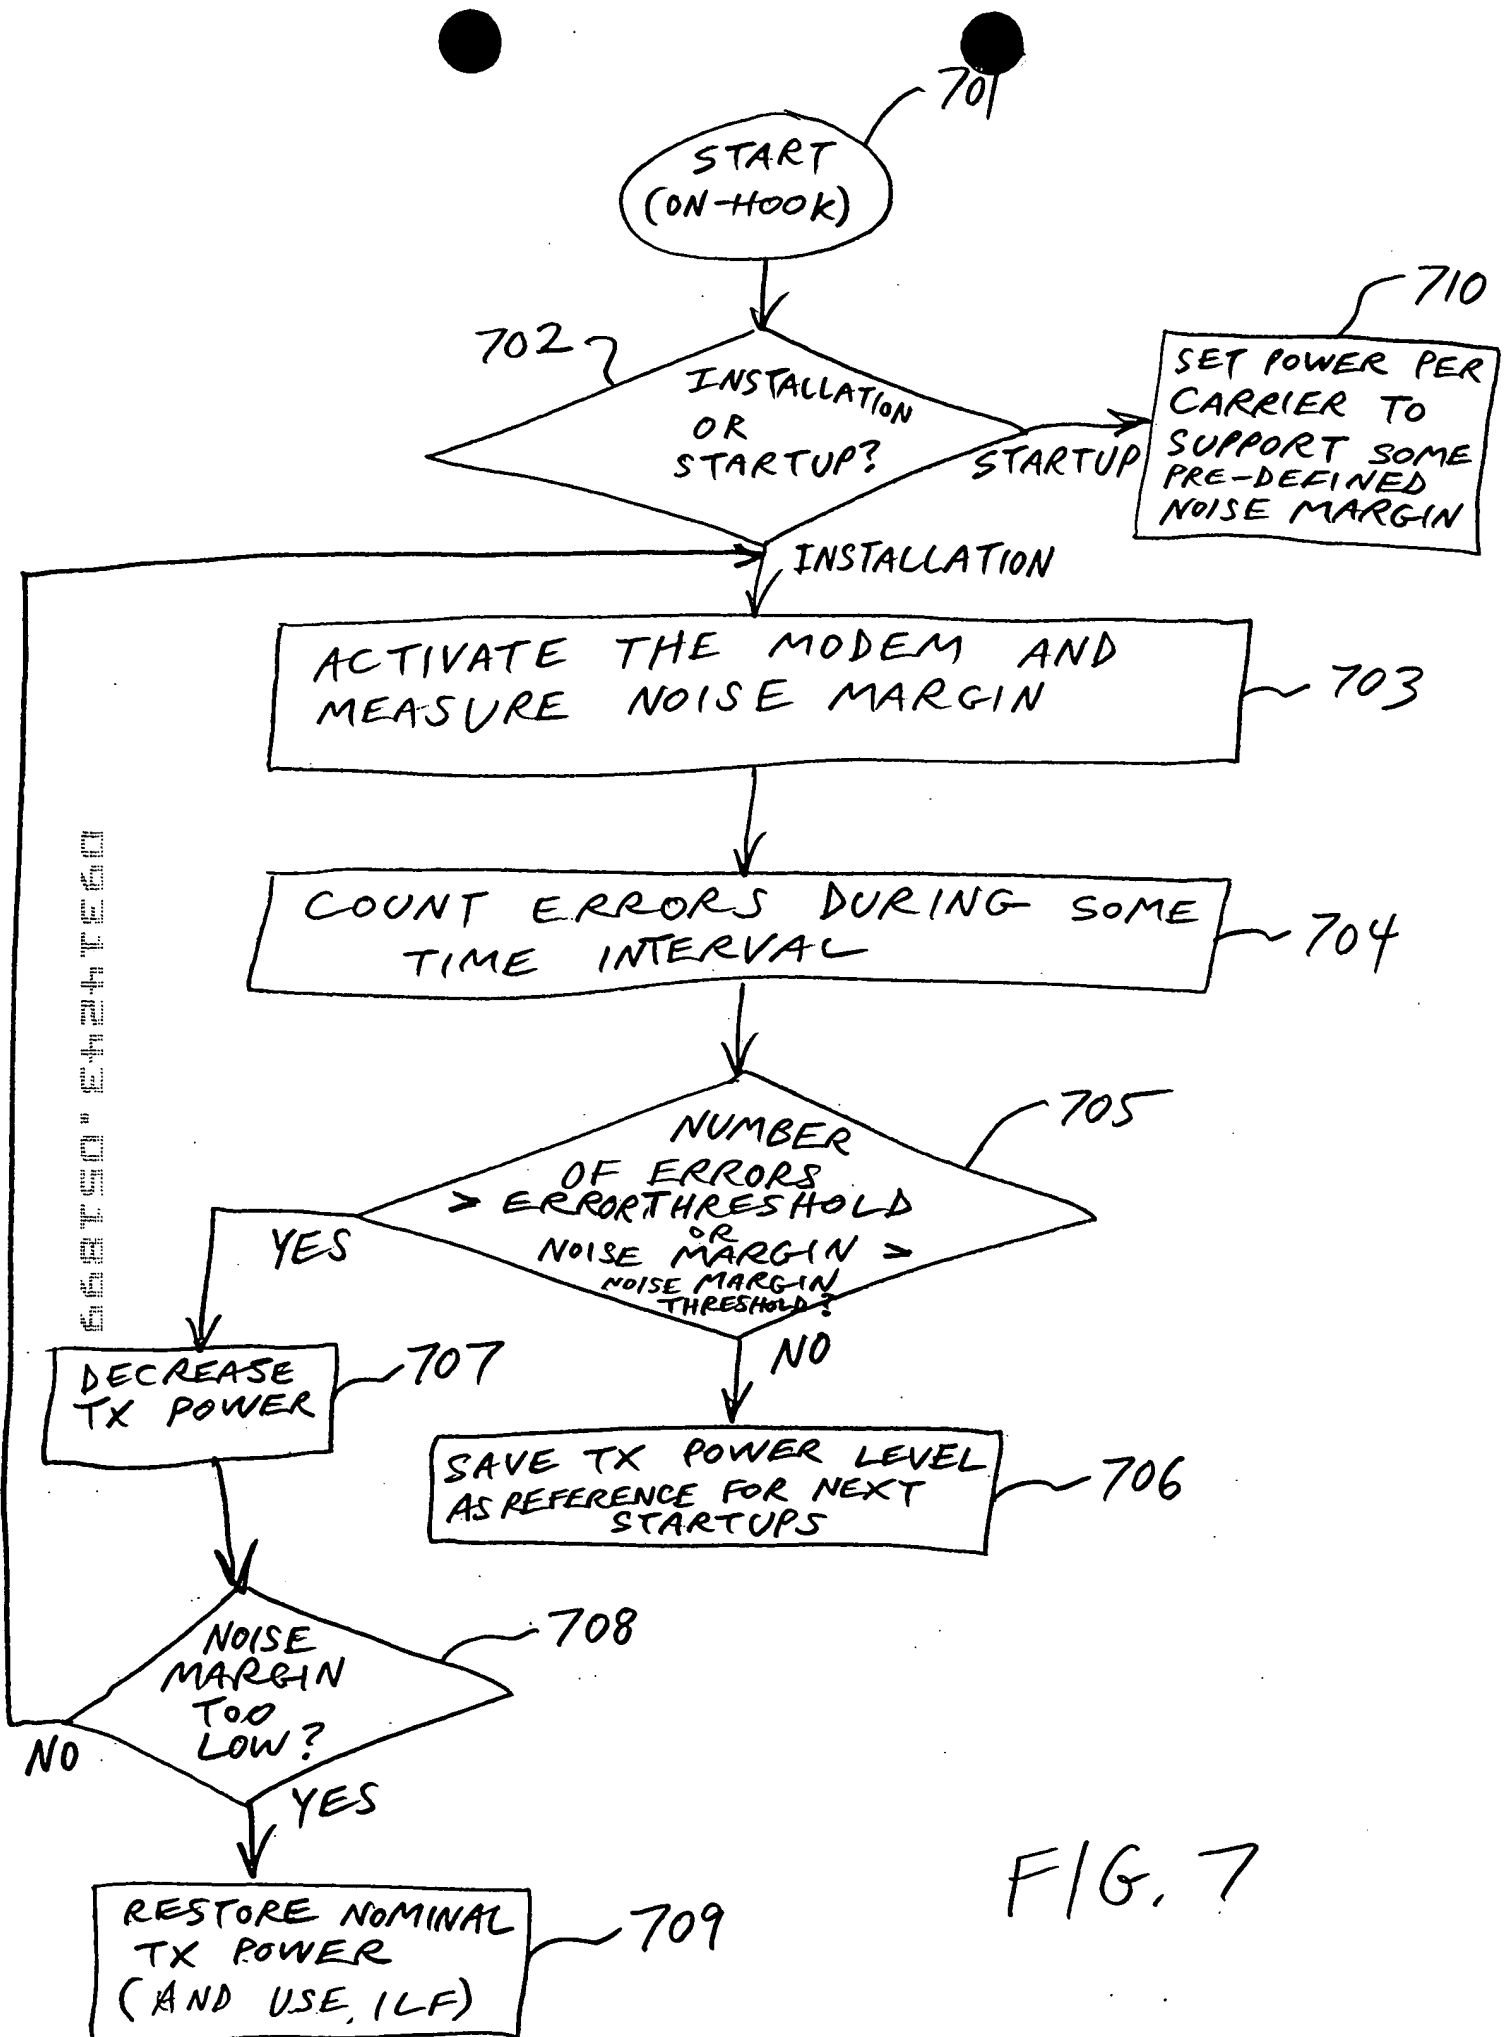 701
START
(ON-HOOK)
710
702
INSTALLATION
OR
STARTUP?
STARTUP
SET POWER PER
CARRIER TO
SUPPORT SOME
PRE-DEFINED
NOISE MARGIN
INSTALLATION
ACTIVATE THE MODEM AND
MEASURE NOISE MARGIN
703
COUNT ERRORS DURING SOME
TIME INTERVAL
704
09314243.051899
705
NUMBER
OF ERRORS
> ERROR THRESHOLD
OR
NOISE MARGIN >
NOISE MARGIN
THRESHOLD?
YES
NO
DECREASE
TX POWER
707
SAVE TX POWER LEVEL
AS REFERENCE FOR NEXT
STARTUPS
706
NOISE
MARGIN
TOO
LOW?
708
NO
YES
RESTORE NOMINAL
TX POWER
(AND USE ILF)
709
FIG. 7